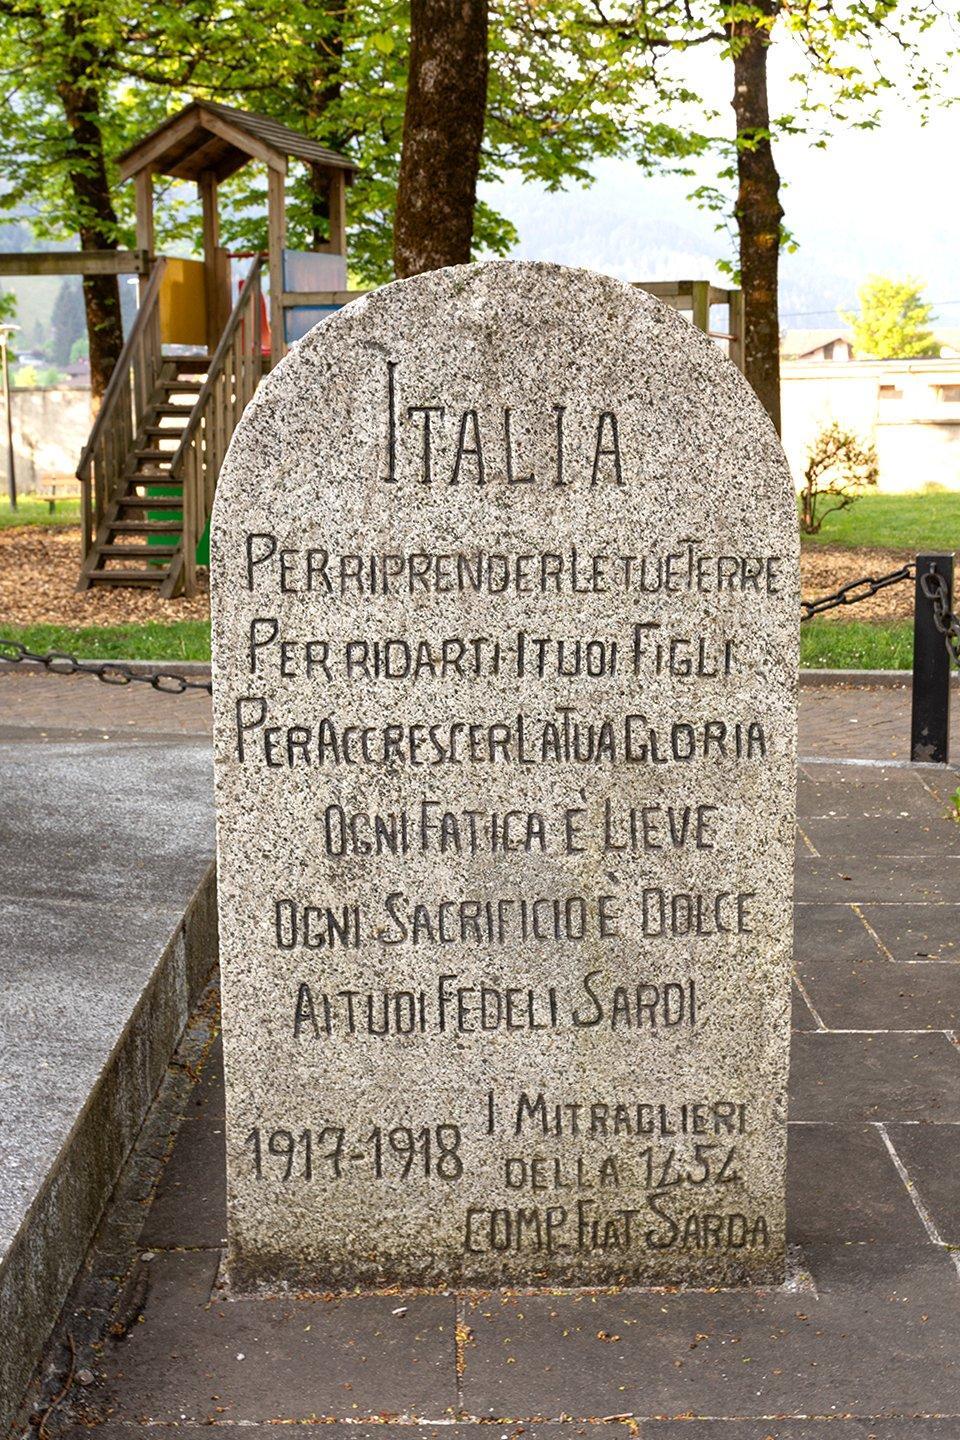 ITALIA
PER RIPRENDER LE TUE TERRE
PER RIDARTI I TUOI FIGLI
PER ACCRESCER LA TUA GLORIA
OGNI FATICA È LIEVE
OGNI SACRIFICIO È DOLCE
AI TUOI FEDELI SARDI
1917-1918
I MITRAGLIERI
DELLA 1454
COMP. FIAT SARDA